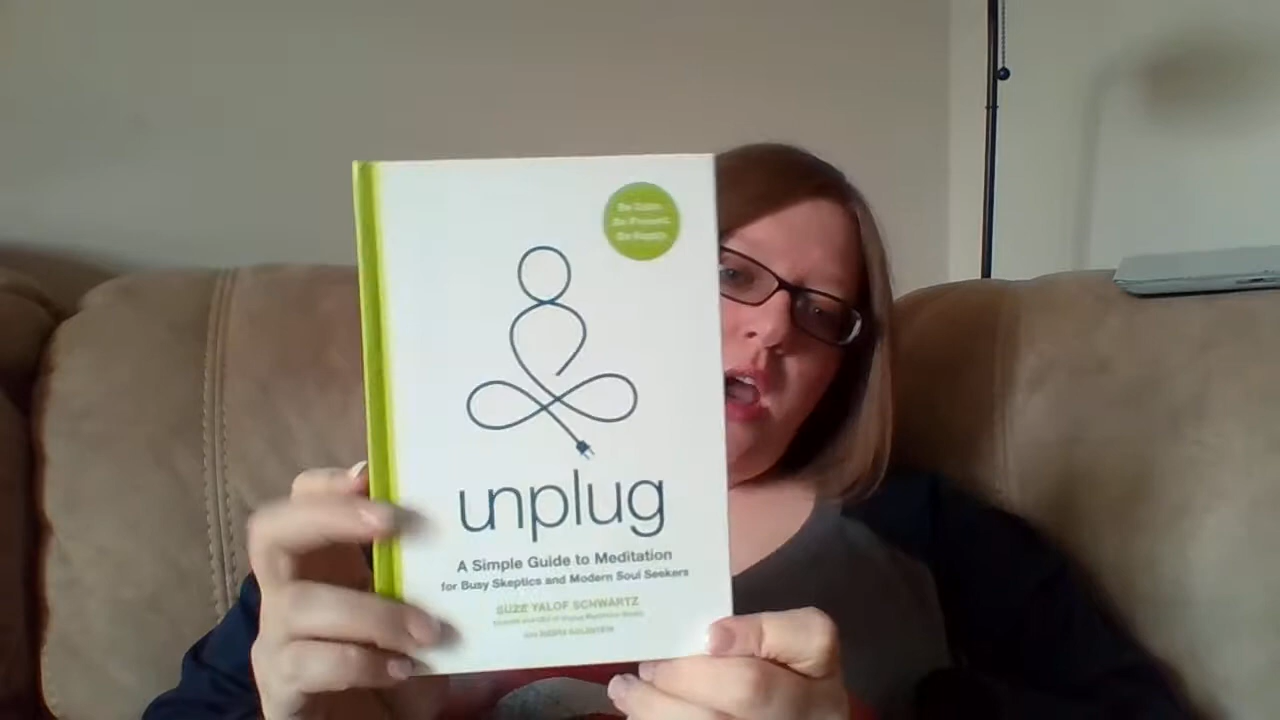 Be Calm.
Be Present.
Be Happy.
unplug
A Simple Guide to Meditation
for Busy Skeptics and Modern Soul Seekers
SUZE YALOF SCHWARTZ